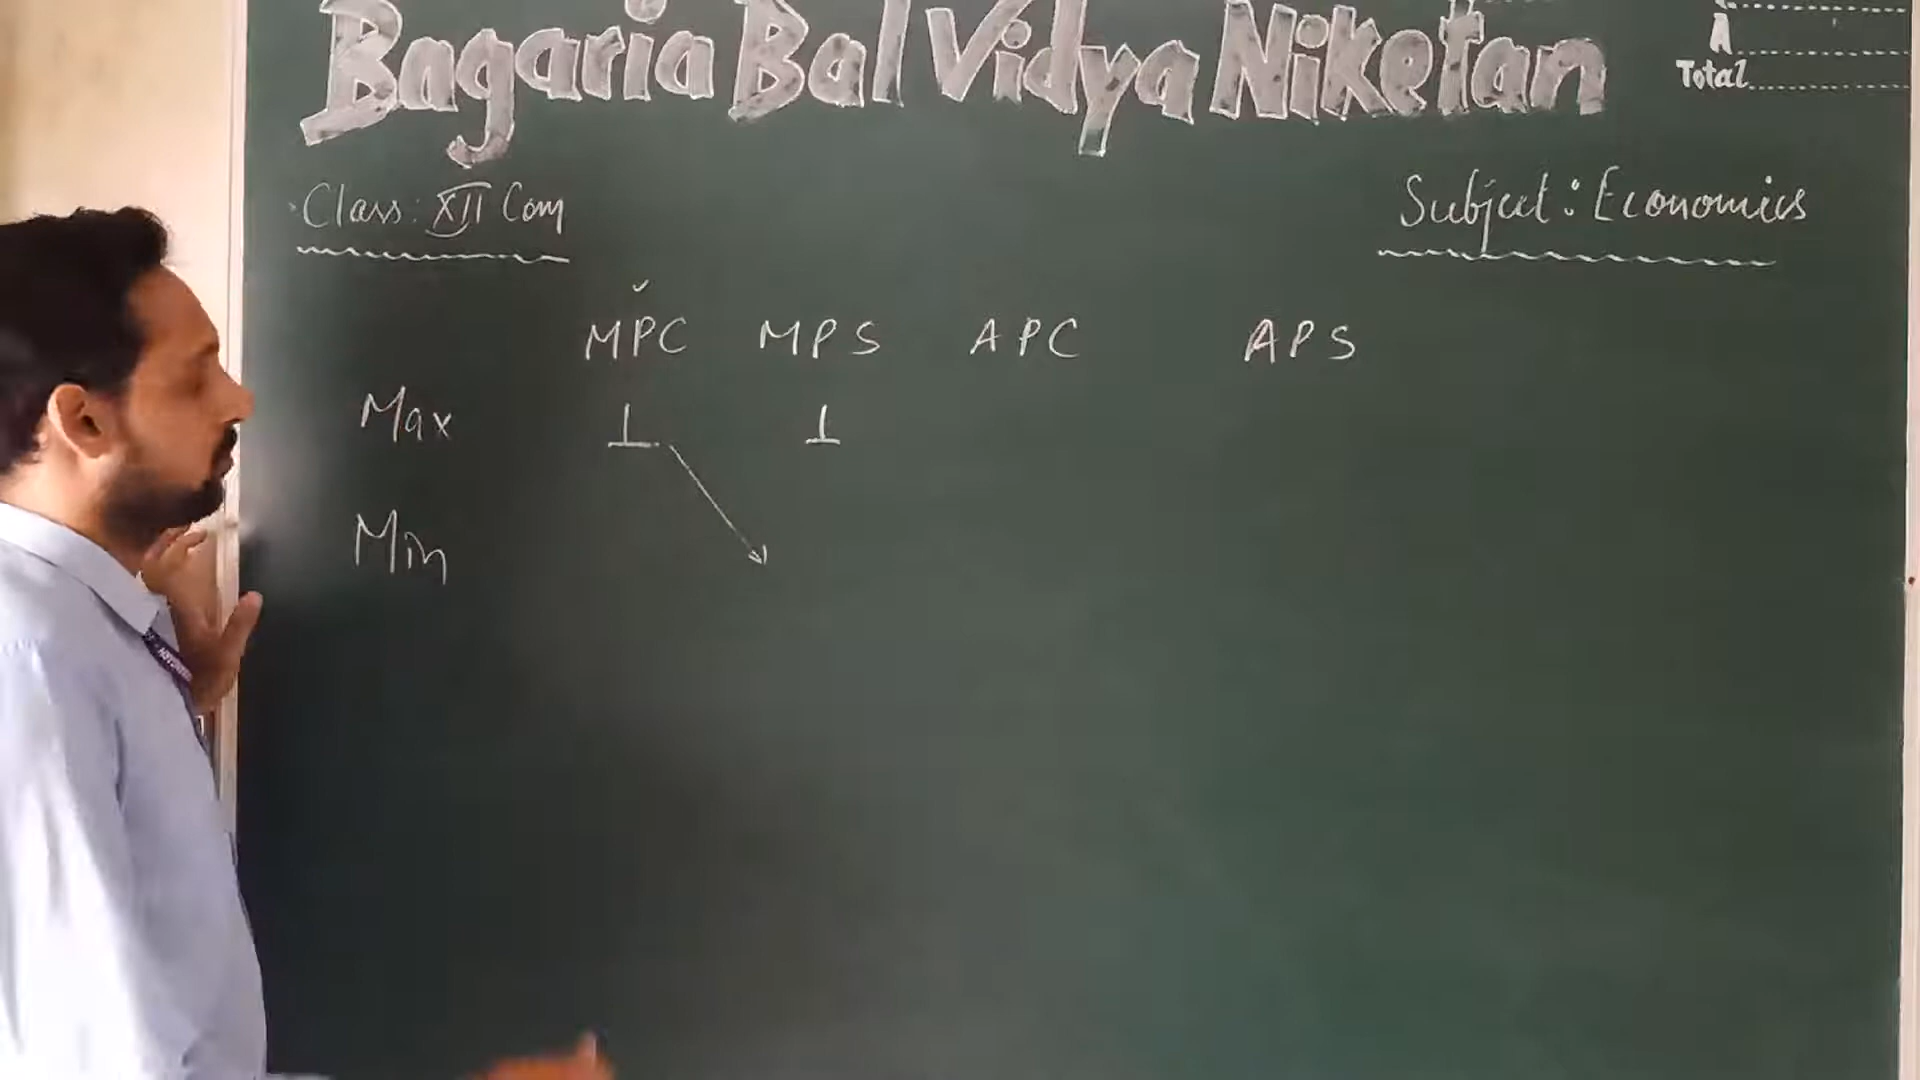 Bagaria Bal Vidya Niketan
A
Total
Class: XII Com
Subject: Economics
MPC MPS APC APS
Max 1 1
Min